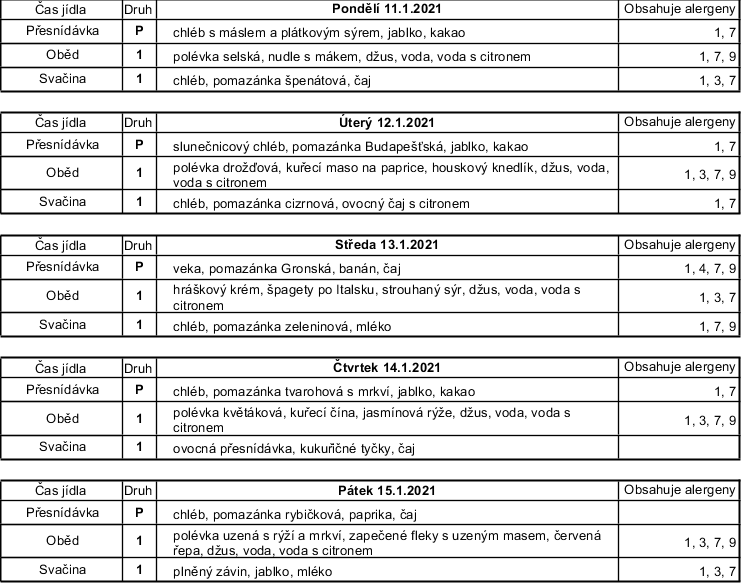 Čas jídla Druh Pondělí 11.1.2021 Obsahuje alergeny
Přesnídávka P chléb s máslem a plátkovým sýrem, jablko, kakao 1, 7
Oběd 1 polévka selská, nudle s mákem, džus, voda, voda s citronem 1, 7, 9
Svačina 1 chléb, pomazánka špenátová, čaj 1, 3, 7
Čas jídla Druh Úterý 12.1.2021 Obsahuje alergeny
Přesnídávka P slunečnicový chléb, pomazánka Budapešťská, jablko, kakao 1, 7
Oběd 1 polévka drožďová, kuřecí maso na paprice, houskový knedlík, džus, voda, 1, 3, 7, 9
voda s citronem
Svačina 1 chléb, pomazánka cizrnová, ovocný čaj s citronem 1, 7
Čas jídla Druh Středa 13.1.2021 Obsahuje alergeny
Přesnídávka P veka, pomazánka Gronská, banán, čaj 1, 4, 7, 9
Oběd 1 hráškový krém, špagety po Italsku, strouhaný sýr, džus, voda, voda s 1, 3, 7
citronem
Svačina 1 chléb, pomazánka zeleninová, mléko 1, 7, 9
Čas jídla Druh Čtvrtek 14.1.2021 Obsahuje alergeny
Přesnídávka P chléb, pomazánka tvarohová s mrkví, jablko, kakao 1, 7
Oběd 1 polévka květáková, kuřecí čína, jasmínová rýže, džus, voda, voda s 1, 3, 7, 9
citronem
Svačina 1 ovocná přesnídávka, kukuřičné tyčky, čaj
Čas jídla Druh Pátek 15.1.2021 Obsahuje alergeny
Přesnídávka P chléb, pomazánka rybičková, paprika, čaj
Oběd 1 polévka uzená s rýží a mrkví, zapečené fleky s uzeným masem, červená 1, 3, 7, 9
řepa, džus, voda, voda s citronem
Svačina 1 plněný závin, jablko, mléko 1, 3, 7